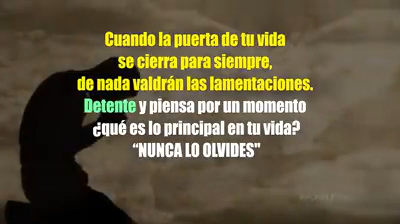 Cuando la puerta de tu vida
se cierra para siempre,
de nada valdrán las lamentaciones.
Detente y piensa por un momento
¿qué es lo principal en tu vida?
“NUNCA LO OLVIDES"